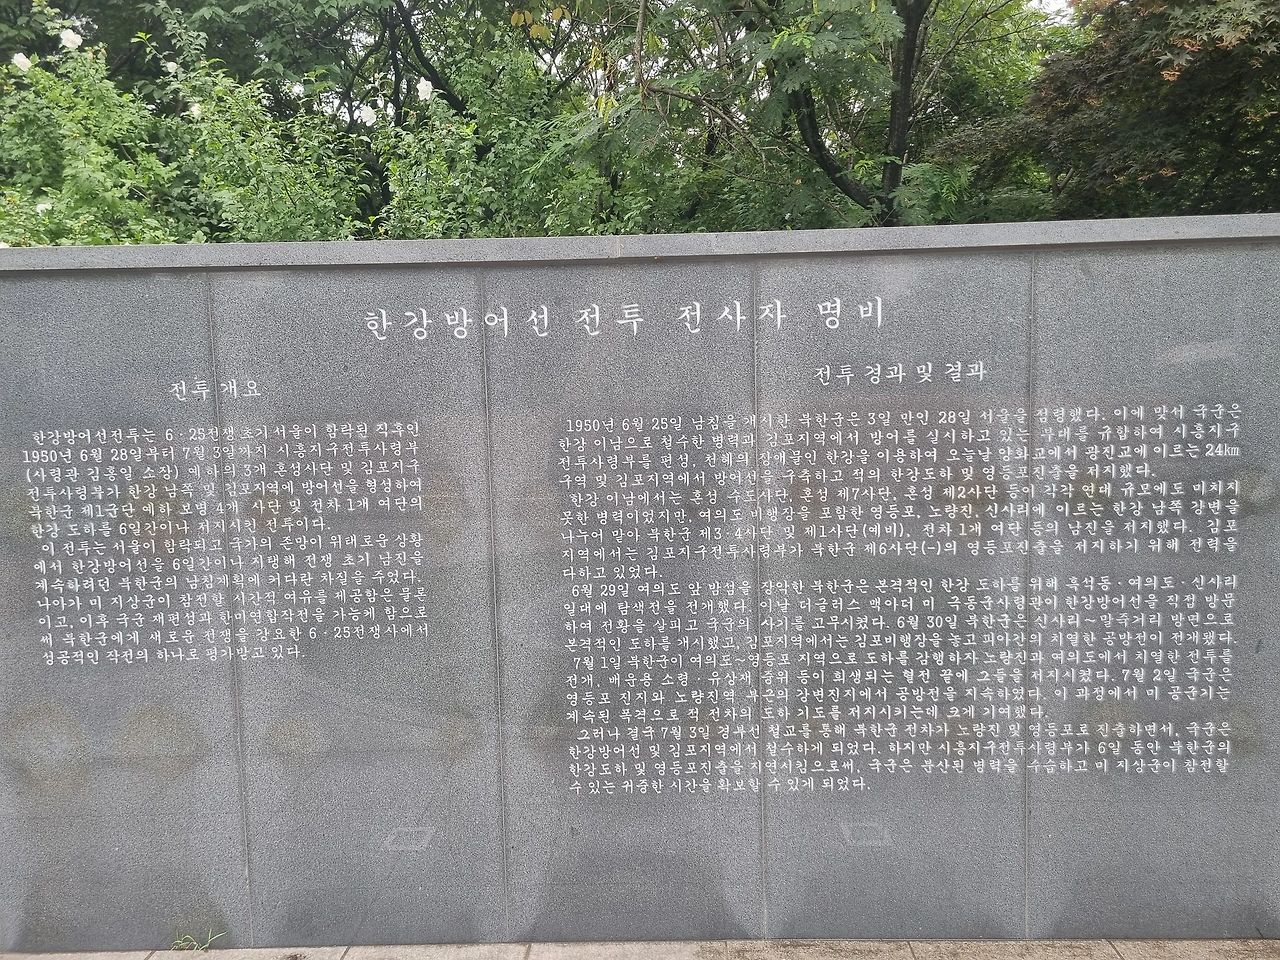 한강방어선 전투 전사자 명비
전투 개요
한강방어선전투는 6·25전쟁 초기 서울이 함락된 직후인
1950년 6월 28일부터 7월 3일까지 시흥지구전투사령부
(사령관 김홍일 소장) 예하의 3개 혼성사단 및 김포지구
전투사령부가 한강 남쪽 및 김포지역에 방어선을 형성하여
북한군 제1군단 예하 보병 4개 사단 및 전차 1개 여단의
한강 도하를 6일간이나 저지시킨 전투이다.
이 전투는 서울이 함락되고 국가의 존망이 위태로운 상황
에서 한강방어선을 6일간이나 지탱해 전쟁 초기 남진을
계속하려던 북한군의 남침계획에 커다란 차질을 주었다.
나아가 미 지상군이 참전할 시간적 여유를 제공함은 물론
이고, 이후 국군 재편성과 한미연합작전을 가능케 함으로
써 북한군에게 새로운 전쟁을 강요한 6·25전쟁사에서
성공적인 작전의 하나로 평가받고 있다.
전투 경과 및 결과
1950년 6월 25일 남침을 개시한 북한군은 3일 만인 28일 서울을 점령했다. 이에 맞서 국군은
한강 이남으로 철수한 병력과 김포지역에서 방어를 실시하고 있는 부대를 규합하여 시흥지구
전투사령부를 편성, 천혜의 장애물인 한강을 이용하여 오늘날 양화교에서 광진교에 이르는 24㎞
구역 및 김포지역에서 방어선을 구축하고 적의 한강도하 및 영등포진출을 저지했다.
한강 이남에서는 혼성 수도사단, 혼성 제7사단, 혼성 제2사단 등이 각각 연대 규모에도 미치지
못한 병력이었지만, 여의도 비행장을 포함한 영등포, 노량진, 신사리에 이르는 한강 남쪽 강변을
나누어 맡아 북한군 제3·4사단 및 제1사단(예비), 전차 1개 여단 등의 남진을 저지했다. 김포
지역에서는 김포지구전투사령부가 북한군 제6사단(-)의 영등포진출을 저지하기 위해 전력을
다하고 있었다.
6월 29일 여의도 앞 밤섬을 장악한 북한군은 본격적인 한강 도하를 위해 흑석동·여의도·신사리
일대에 탐색전을 전개했다. 이날 더글러스 맥아더 미 극동군사령관이 한강방어선을 직접 방문
하여 전황을 살피고 국군의 사기를 고무시켰다. 6월 30일 북한군은 신사리~말죽거리 방면으로
본격적인 도하를 개시했고, 김포지역에서는 김포비행장을 놓고 피아간의 치열한 공방전이 전개됐다.
7월 1일 북한군이 여의도~영등포 지역으로 도하를 감행하자 노량진과 여의도에서 치열한 전투를
전개, 배운용 소령·유상재 중위 등이 희생되는 혈전 끝에 그들을 저지시켰다. 7월 2일 국군은
영등포 진지와 노량진역 부근의 강변진지에서 공방전을 지속하였다. 이 과정에서 미 공군기는
계속된 폭격으로 적 전차의 도하 기도를 저지시키는데 크게 기여했다.
그러나 결국 7월 3일 경부선 철교를 통해 북한군 전차가 노량진 및 영등포로 진출하면서, 국군은
한강방어선 및 김포지역에서 철수하게 되었다. 하지만 시흥지구전투사령부가 6일 동안 북한군의
한강도하 및 영등포진출을 지연시킴으로써, 국군은 분산된 병력을 수습하고 미 지상군이 참전할
수 있는 귀중한 시간을 확보할 수 있게 되었다.